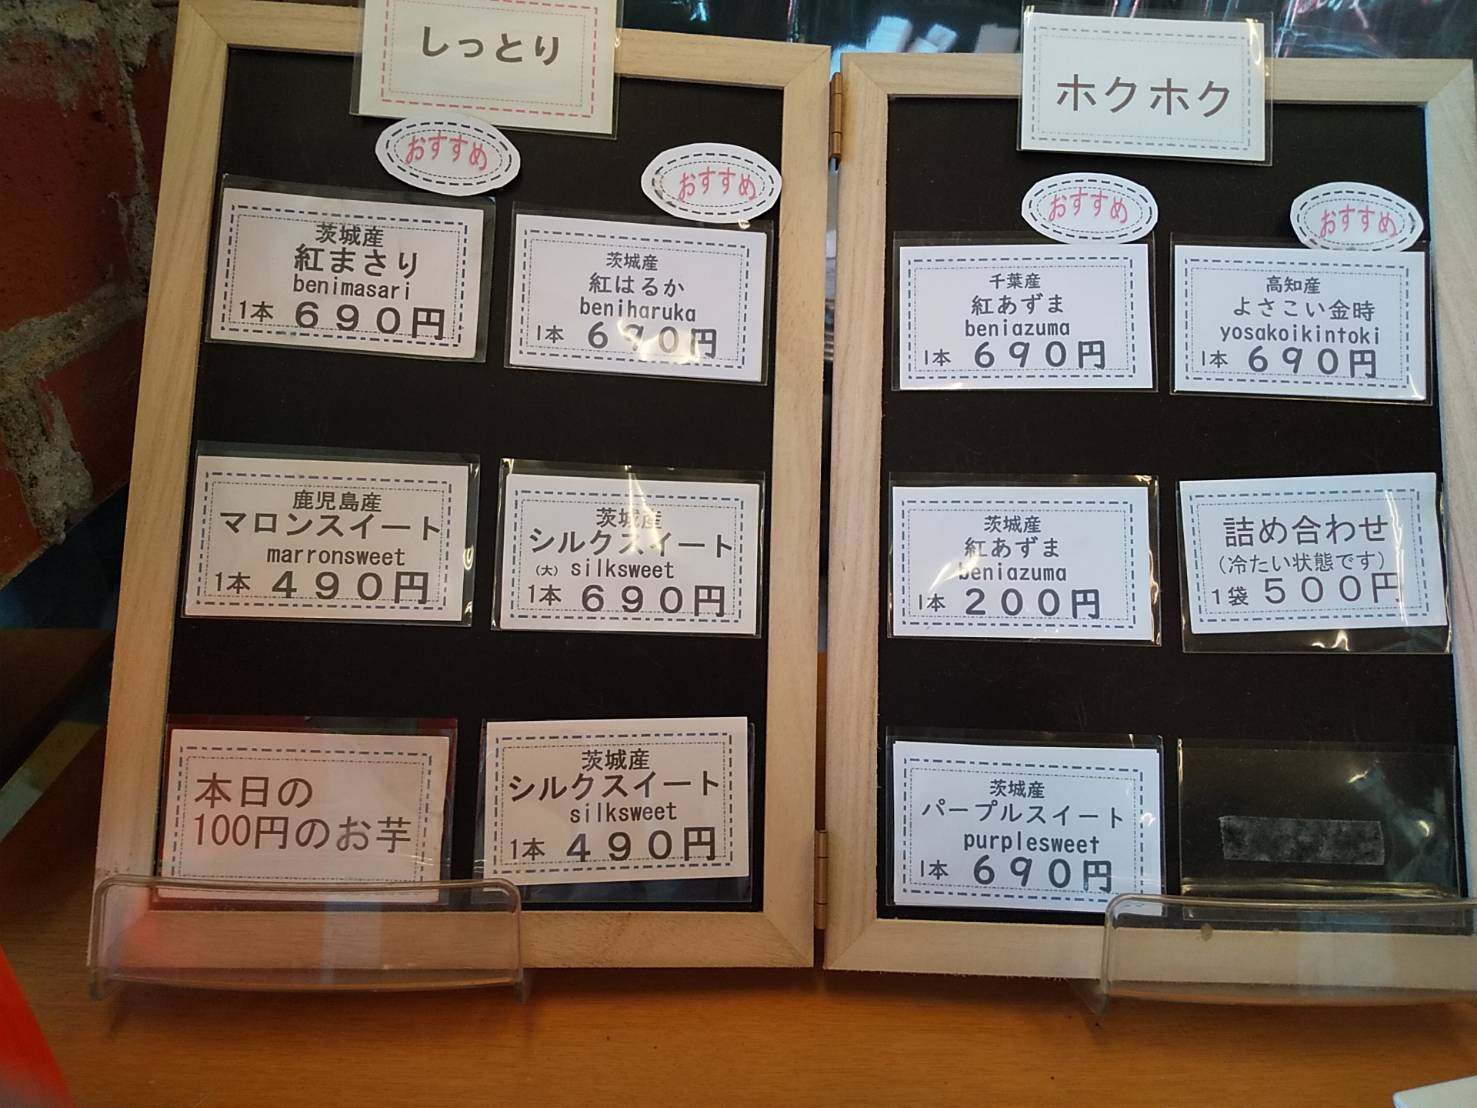 しっとり
おすすめ
おすすめ
茨城産
紅まさり
benimasari
1本 690円
茨城産
紅はるか
beniharuka
1本 690円
鹿児島産
マロンスイート
marronsweet
1本 490円
茨城産
シルクスイート
(大) silksweet
1本 690円
本日の
100円のお芋
茨城産
シルクスイート
silksweet
1本 490円
ホクホク
おすすめ
おすすめ
千葉産
紅あずま
beniazuma
1本 690円
高知産
よさこい金時
yosakoikintoki
1本 690円
茨城産
紅あずま
beniazuma
1本 200円
詰め合わせ
(冷たい状態です)
1袋 500円
茨城産
パープルスイート
purplesweet
1本 690円